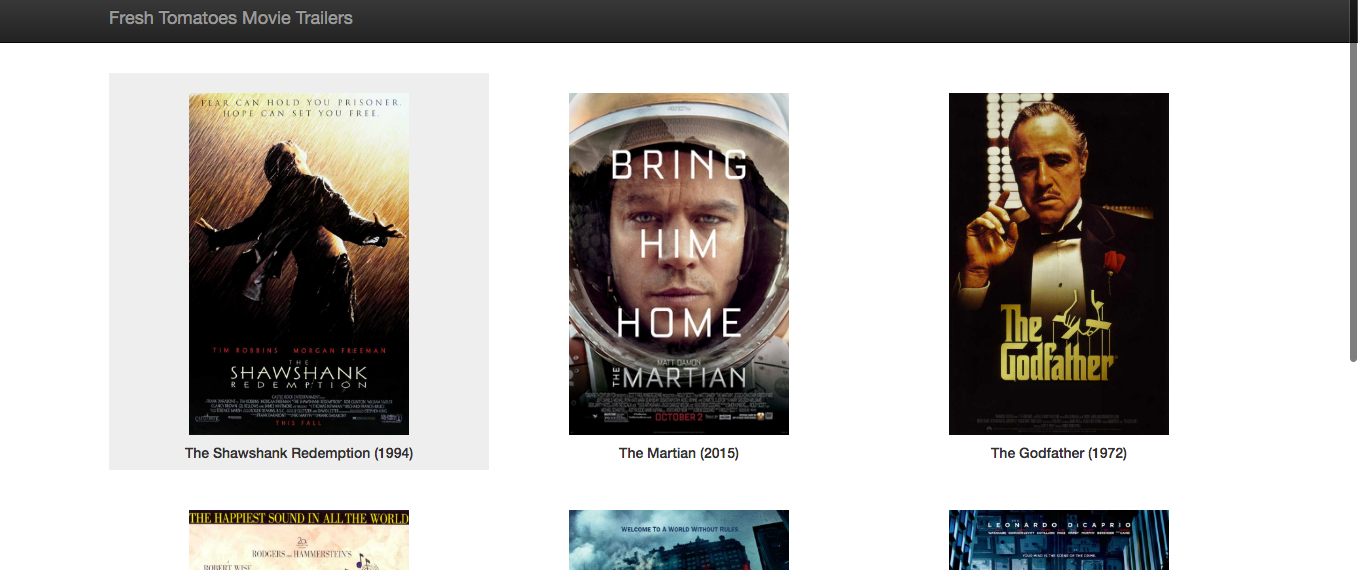 Fresh Tomatoes Movie Trailers
FEAR CAN HOLD YOU PRISONER.
HOPE CAN SET YOU FREE.
TIM ROBBINS MORGAN FREEMAN
THE
SHAWSHANK
REDEMPTION
THIS FALL
The Shawshank Redemption (1994)
BRING
HIM
HOME
MATT DAMON
THE MARTIAN
OCTOBER 2
The Martian (2015)
The
Godfather
The Godfather (1972)
THE HAPPIEST SOUND IN ALL THE WORLD
RODGERS AND HAMMERSTEIN'S
ROBERT WISE
WELCOME TO A WORLD WITHOUT RULES
LEONARDO DiCAPRIO
YOUR MIND IS THE SCENE OF THE CRIME.